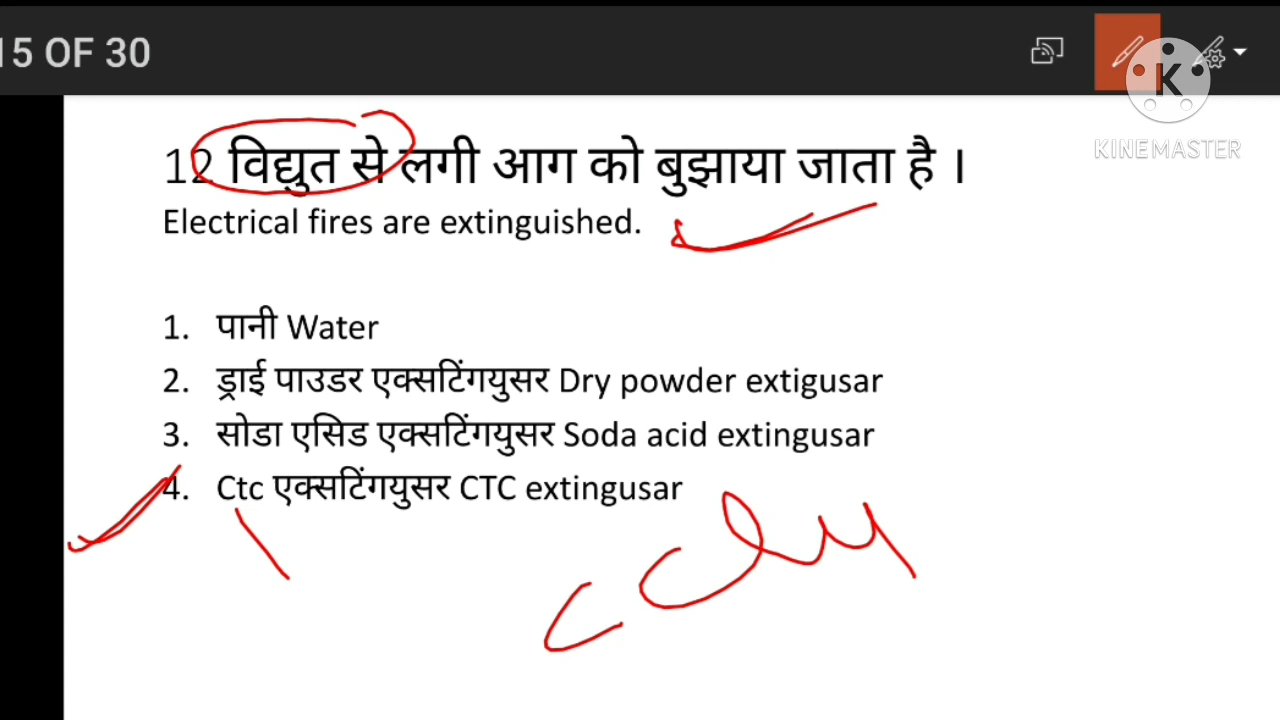 15 OF 30
K
KINEMASTER
12 विद्युत से लगी आग को बुझाया जाता है ।
Electrical fires are extinguished.
1. पानी Water
2. ड्राई पाउडर एक्सटिंगयुसर Dry powder extigusar
3. सोडा एसिड एक्सटिंगयुसर Soda acid extingusar
4. Ctc एक्सटिंगयुसर CTC extingusar